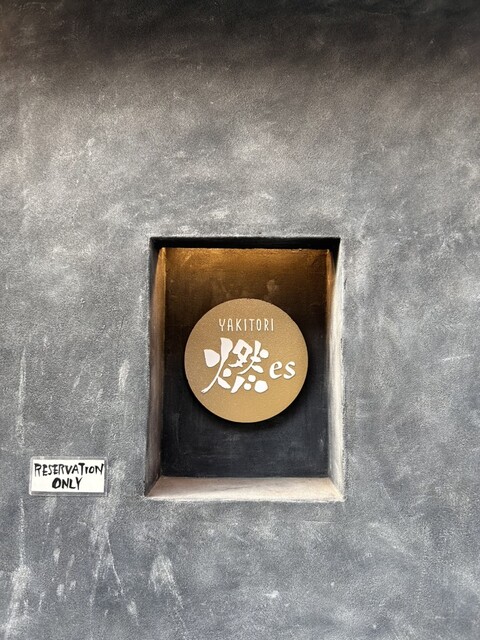 YAKITORI
燃es
RESERVATION
ONLY